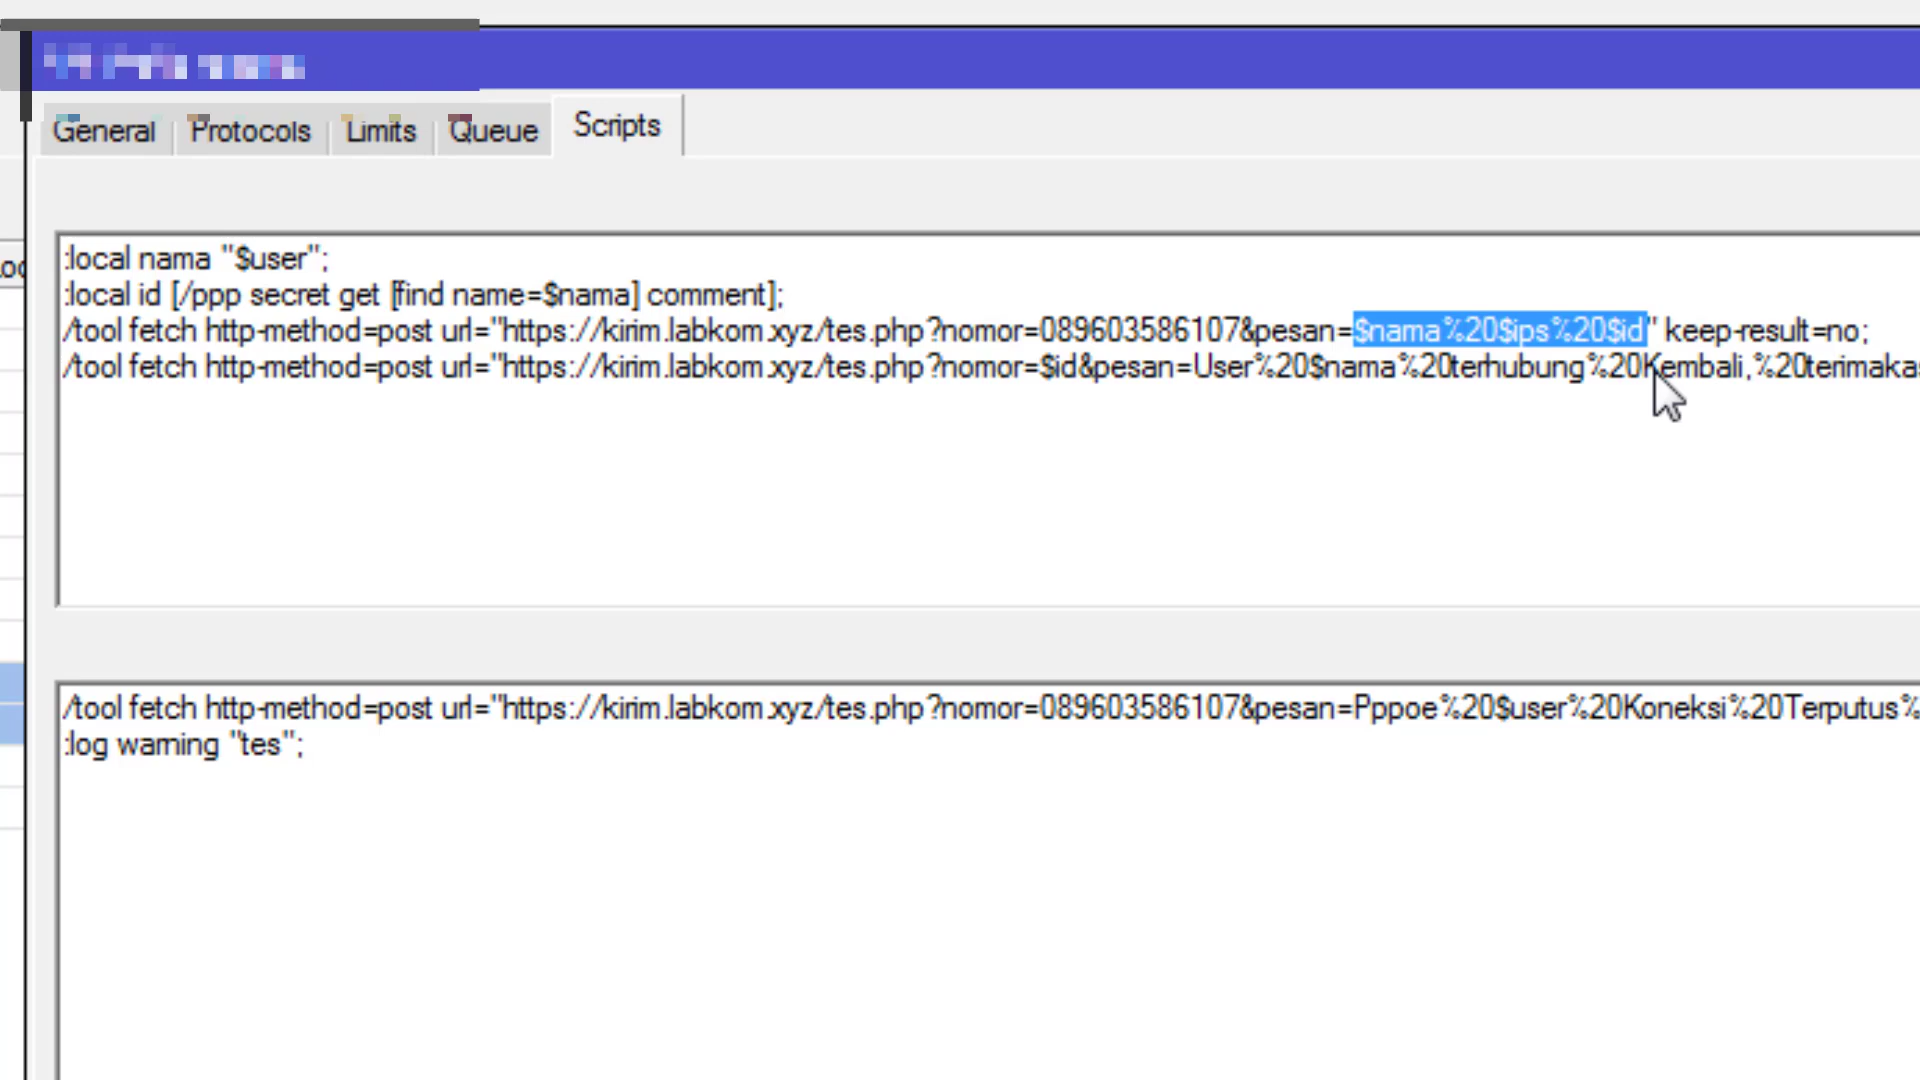 General Protocols Limits Queue Scripts
:local nama "$user";
:local id [/ppp secret get [find name=$nama] comment];
/tool fetch http-method=post url="https://kirim.labkom.xyz/tes.php?nomor=089603586107&pesan=$nama%20$ips%20$id" keep-result=no;
/tool fetch http-method=post url="https://kirim.labkom.xyz/tes.php?nomor=$id&pesan=User%20$nama%20terhubung%20Kembali,%20terimakas
/tool fetch http-method=post url="https://kirim.labkom.xyz/tes.php?nomor=089603586107&pesan=Pppoe%20$user%20Koneksi%20Terputus%
:log warning "tes";